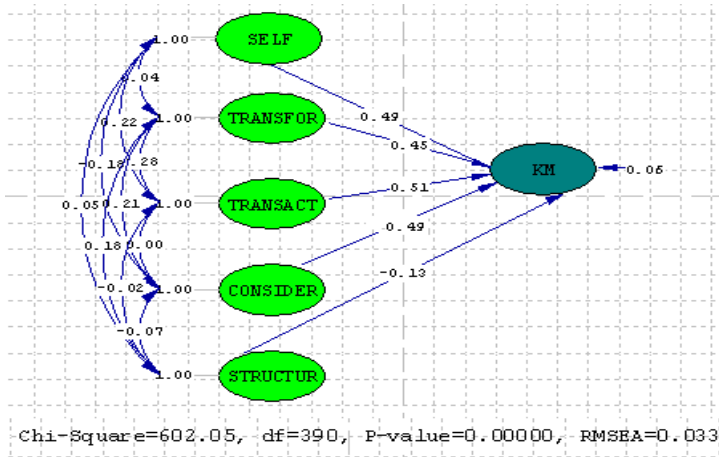 1.00 SELF
0.04
0.49
0.22 1.00 TRANSFOR
0.45
-0.18 0.28 KM 0.06
0.05 0.21 1.00 TRANSACT 0.51
0.49
0.18 0.00
-0.13
-0.02 1.00 CONSIDER
-0.07
1.00 STRUCTUR
Chi-Square=602.05, df=390, P-value=0.00000, RMSEA=0.033